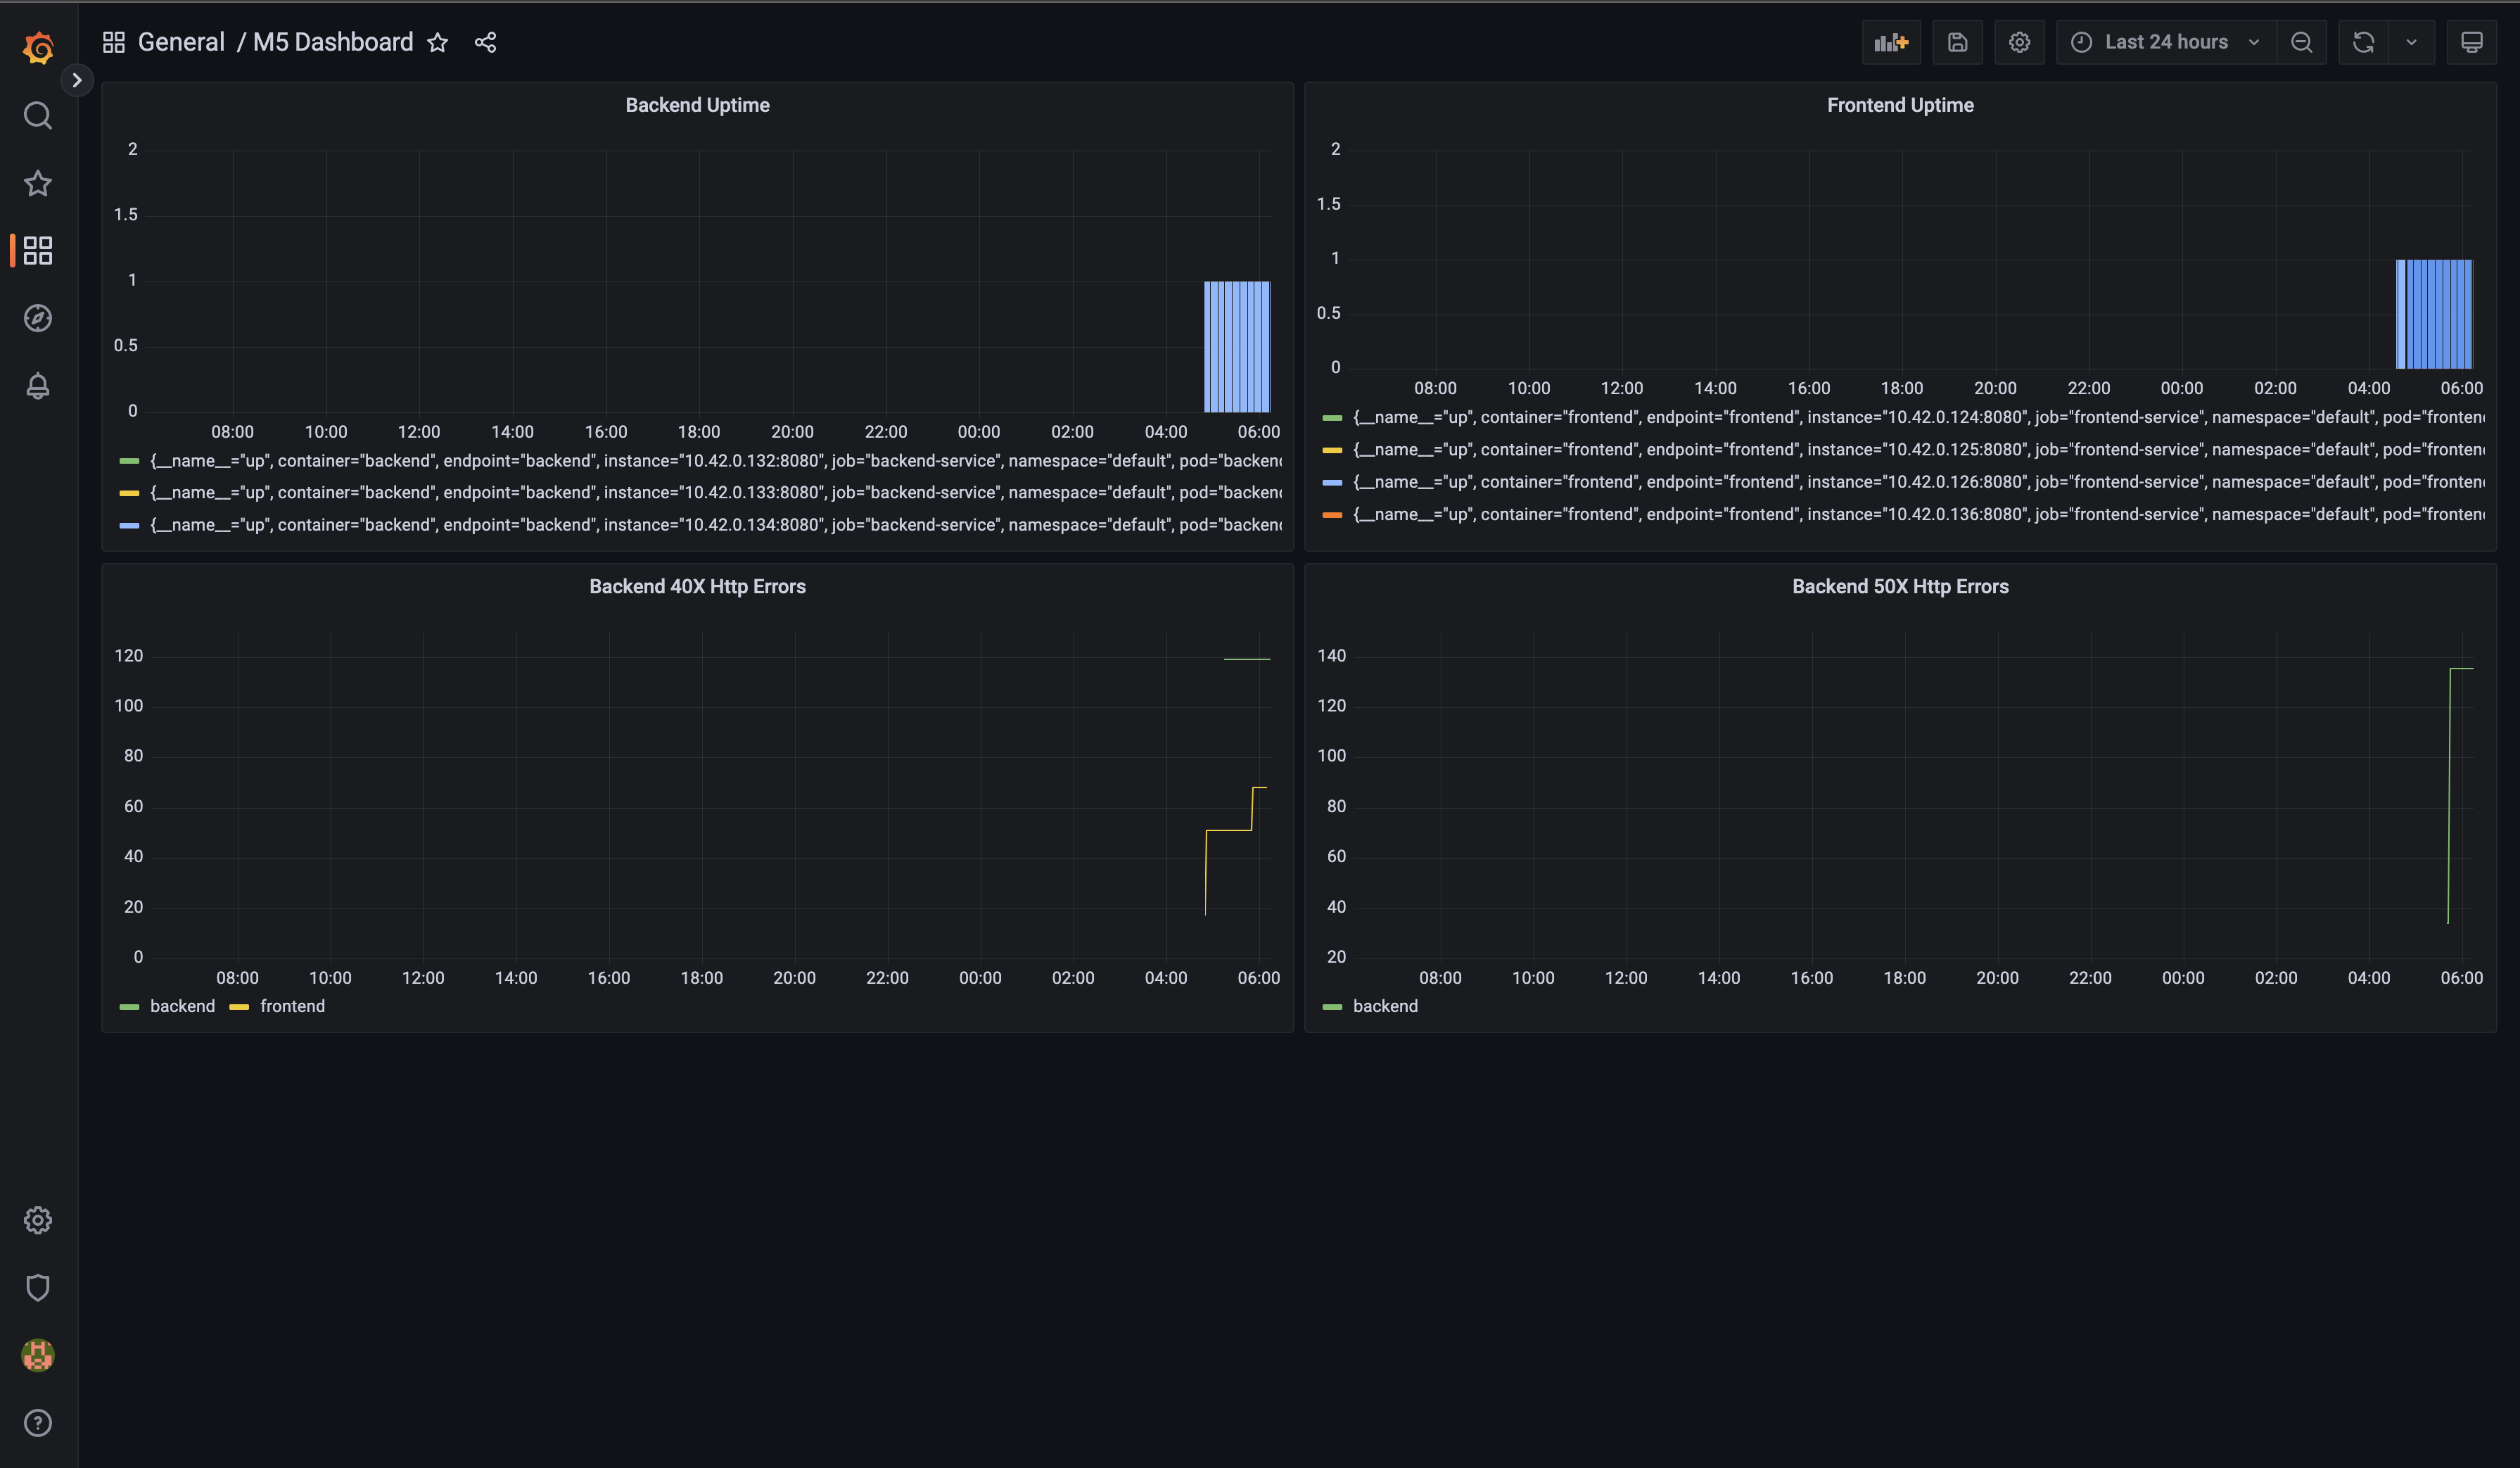 General / M5 Dashboard
Last 24 hours
Backend Uptime
2
1.5
1
0.5
0
08:00 10:00 12:00 14:00 16:00 18:00 20:00 22:00 00:00 02:00 04:00 06:00
{__name__="up", container="backend", endpoint="backend", instance="10.42.0.132:8080", job="backend-service", namespace="default", pod="backend
{__name__="up", container="backend", endpoint="backend", instance="10.42.0.133:8080", job="backend-service", namespace="default", pod="backend
{__name__="up", container="backend", endpoint="backend", instance="10.42.0.134:8080", job="backend-service", namespace="default", pod="backend
Frontend Uptime
2
1.5
1
0.5
0
08:00 10:00 12:00 14:00 16:00 18:00 20:00 22:00 00:00 02:00 04:00 06:00
{__name__="up", container="frontend", endpoint="frontend", instance="10.42.0.124:8080", job="frontend-service", namespace="default", pod="fronten
{__name__="up", container="frontend", endpoint="frontend", instance="10.42.0.125:8080", job="frontend-service", namespace="default", pod="fronten
{__name__="up", container="frontend", endpoint="frontend", instance="10.42.0.126:8080", job="frontend-service", namespace="default", pod="fronten
{__name__="up", container="frontend", endpoint="frontend", instance="10.42.0.136:8080", job="frontend-service", namespace="default", pod="fronten
Backend 40X Http Errors
120
100
80
60
40
20
0
08:00 10:00 12:00 14:00 16:00 18:00 20:00 22:00 00:00 02:00 04:00 06:00
backend frontend
Backend 50X Http Errors
140
120
100
80
60
40
20
08:00 10:00 12:00 14:00 16:00 18:00 20:00 22:00 00:00 02:00 04:00 06:00
backend